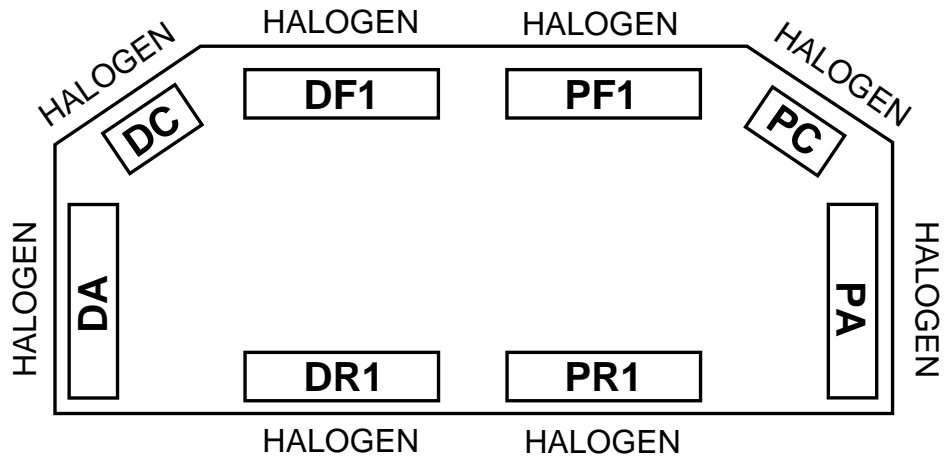 HALOGEN
HALOGEN
HALOGEN
HALOGEN
DF1
PF1
DC
PC
HALOGEN
DA
PA
HALOGEN
DR1
PR1
HALOGEN
HALOGEN